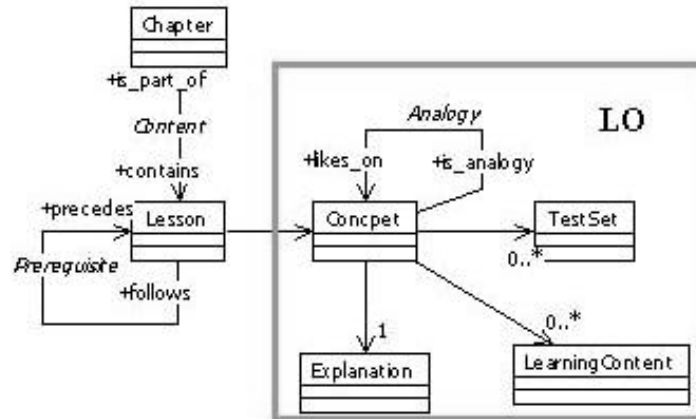 Chapter
+is_part_of
Content
+contains
Analogy
LO
+likes_on
+is_analogy
+precedes
Lesson
Concpet
TestSet
Prerequisite
+follows
0..*
0..*
1
Explanation
LearningContent